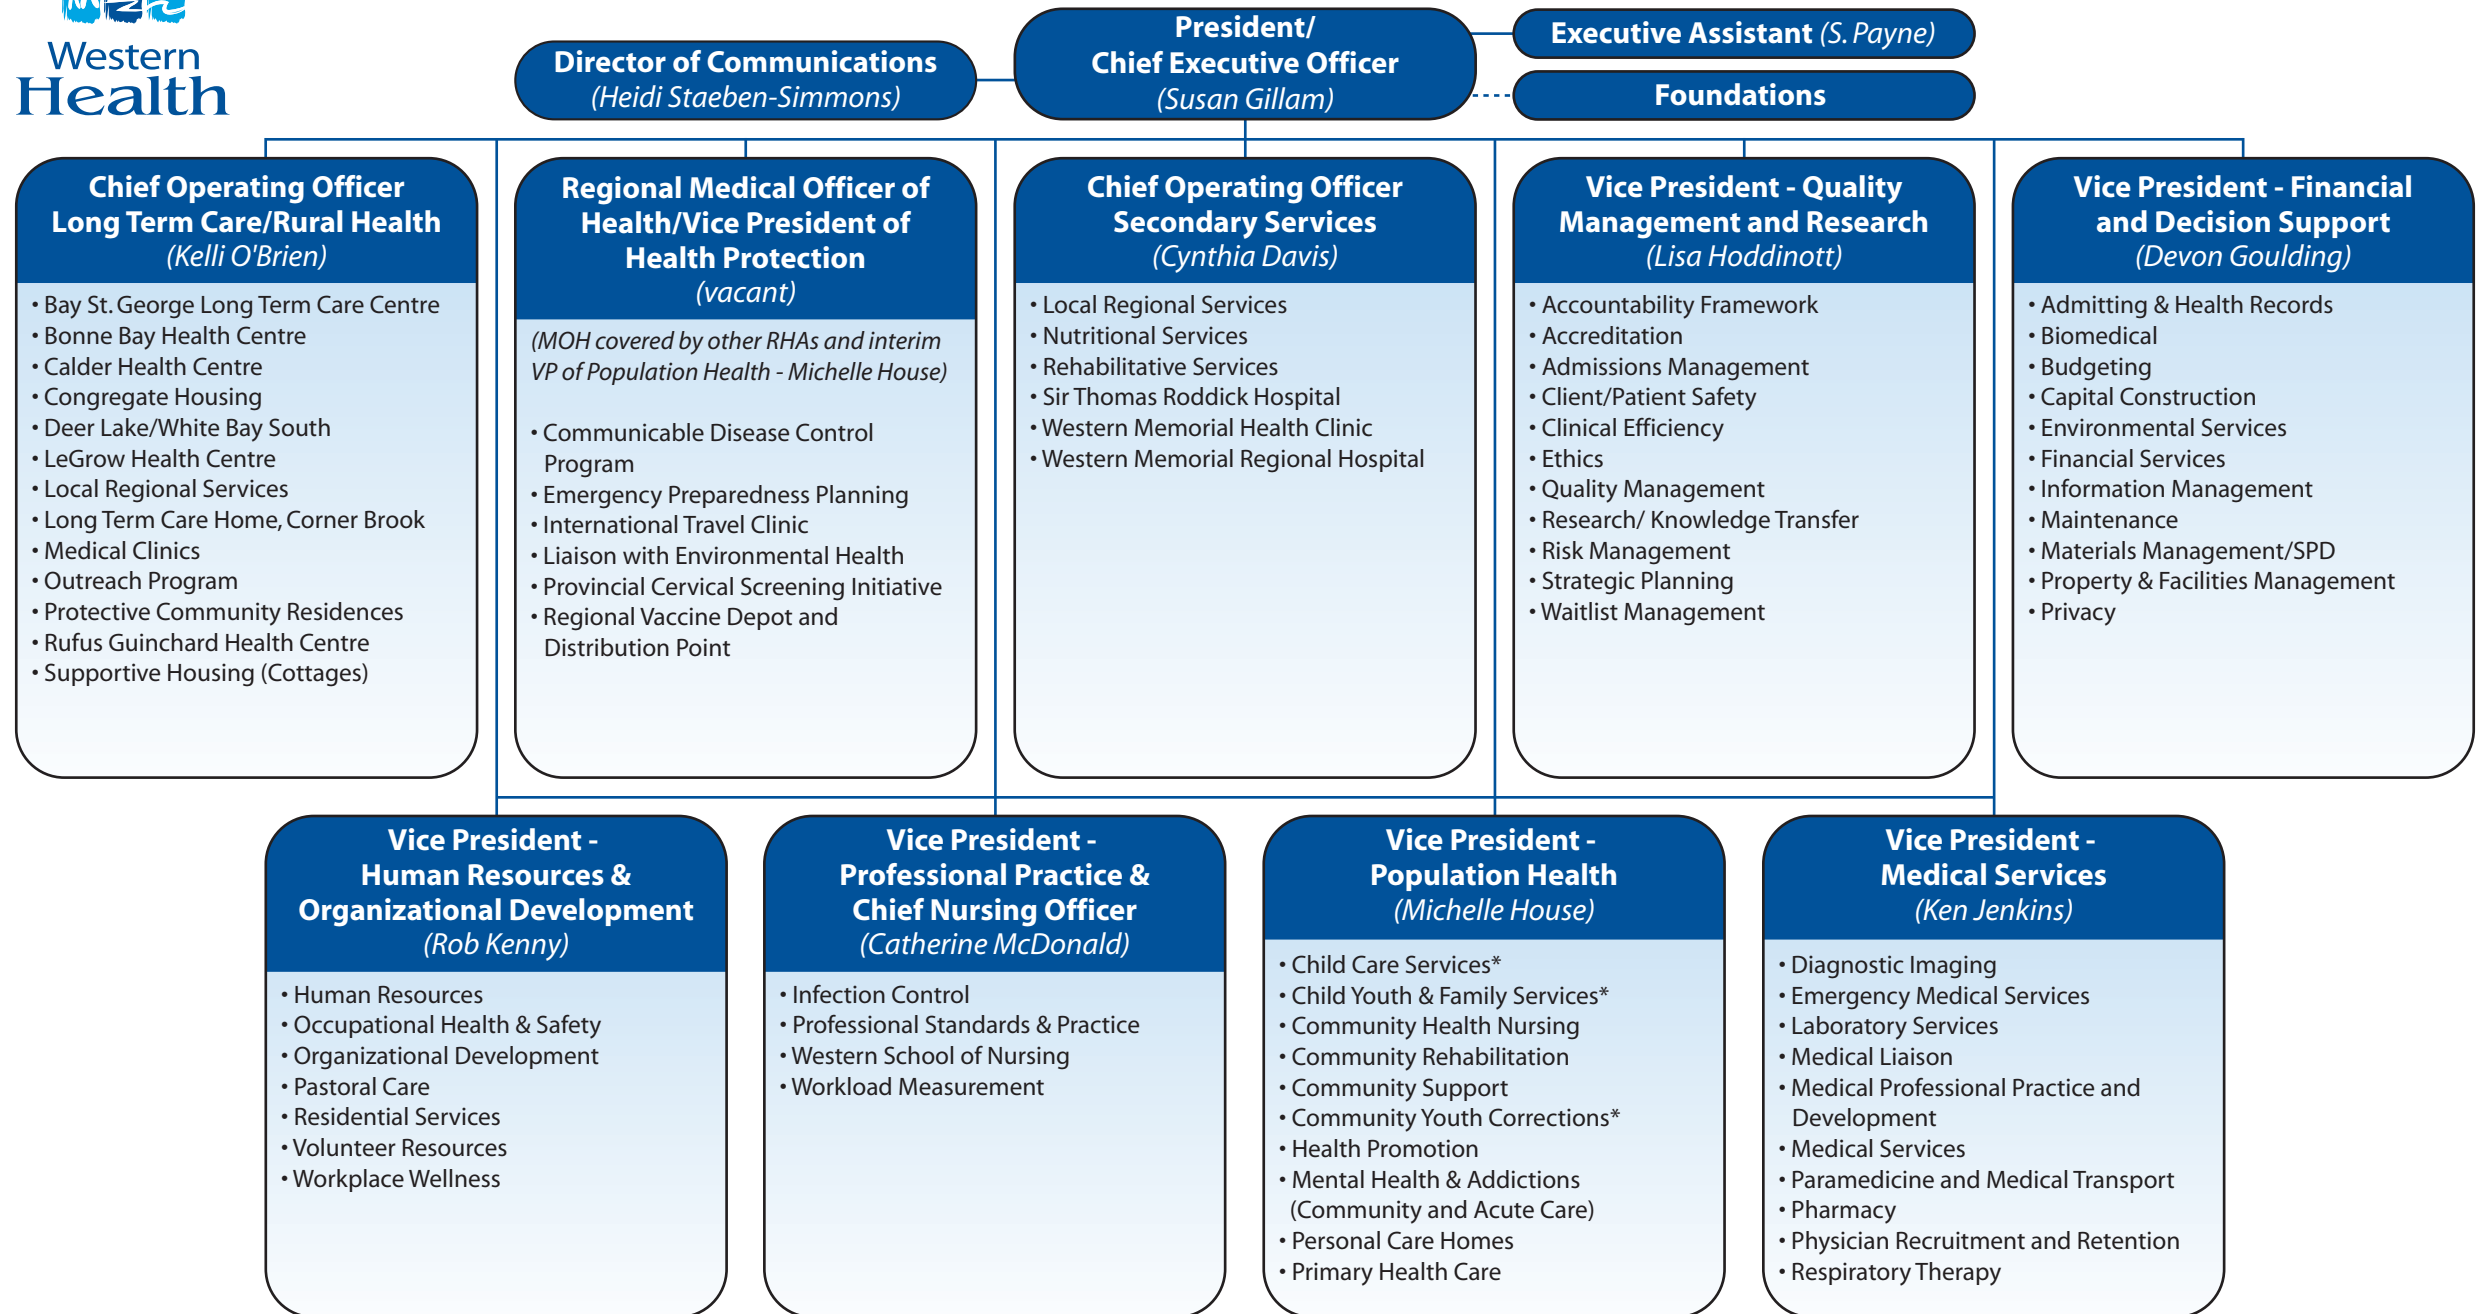 Western
Health
Director of Communications
(Heidi Staeben-Simmons)
President/
Chief Executive Officer
(Susan Gillam)
Executive Assistant (S. Payne)
Foundations
Chief Operating Officer
Long Term Care/Rural Health
(Kelli O'Brien)
• Bay St. George Long Term Care Centre
• Bonne Bay Health Centre
• Calder Health Centre
• Congregate Housing
• Deer Lake/White Bay South
• LeGrow Health Centre
• Local Regional Services
• Long Term Care Home, Corner Brook
• Medical Clinics
• Outreach Program
• Protective Community Residences
• Rufus Guinchard Health Centre
• Supportive Housing (Cottages)
Regional Medical Officer of
Health/Vice President of
Health Protection
(vacant)
(MOH covered by other RHAs and interim
VP of Population Health - Michelle House)
• Communicable Disease Control
Program
• Emergency Preparedness Planning
• International Travel Clinic
• Liaison with Environmental Health
• Provincial Cervical Screening Initiative
• Regional Vaccine Depot and
Distribution Point
Chief Operating Officer
Secondary Services
(Cynthia Davis)
• Local Regional Services
• Nutritional Services
• Rehabilitative Services
• Sir Thomas Roddick Hospital
• Western Memorial Health Clinic
• Western Memorial Regional Hospital
Vice President - Quality
Management and Research
(Lisa Hoddinott)
• Accountability Framework
• Accreditation
• Admissions Management
• Client/Patient Safety
• Clinical Efficiency
• Ethics
• Quality Management
• Research/ Knowledge Transfer
• Risk Management
• Strategic Planning
• Waitlist Management
Vice President - Financial
and Decision Support
(Devon Goulding)
• Admitting & Health Records
• Biomedical
• Budgeting
• Capital Construction
• Environmental Services
• Financial Services
• Information Management
• Maintenance
• Materials Management/SPD
• Property & Facilities Management
• Privacy
Vice President -
Human Resources &
Organizational Development
(Rob Kenny)
• Human Resources
• Occupational Health & Safety
• Organizational Development
• Pastoral Care
• Residential Services
• Volunteer Resources
• Workplace Wellness
Vice President -
Professional Practice &
Chief Nursing Officer
(Catherine McDonald)
• Infection Control
• Professional Standards & Practice
• Western School of Nursing
• Workload Measurement
Vice President -
Population Health
(Michelle House)
• Child Care Services*
• Child Youth & Family Services*
• Community Health Nursing
• Community Rehabilitation
• Community Support
• Community Youth Corrections*
• Health Promotion
• Mental Health & Addictions
(Community and Acute Care)
• Personal Care Homes
• Primary Health Care
Vice President -
Medical Services
(Ken Jenkins)
• Diagnostic Imaging
• Emergency Medical Services
• Laboratory Services
• Medical Liaison
• Medical Professional Practice and
Development
• Medical Services
• Paramedicine and Medical Transport
• Pharmacy
• Physician Recruitment and Retention
• Respiratory Therapy